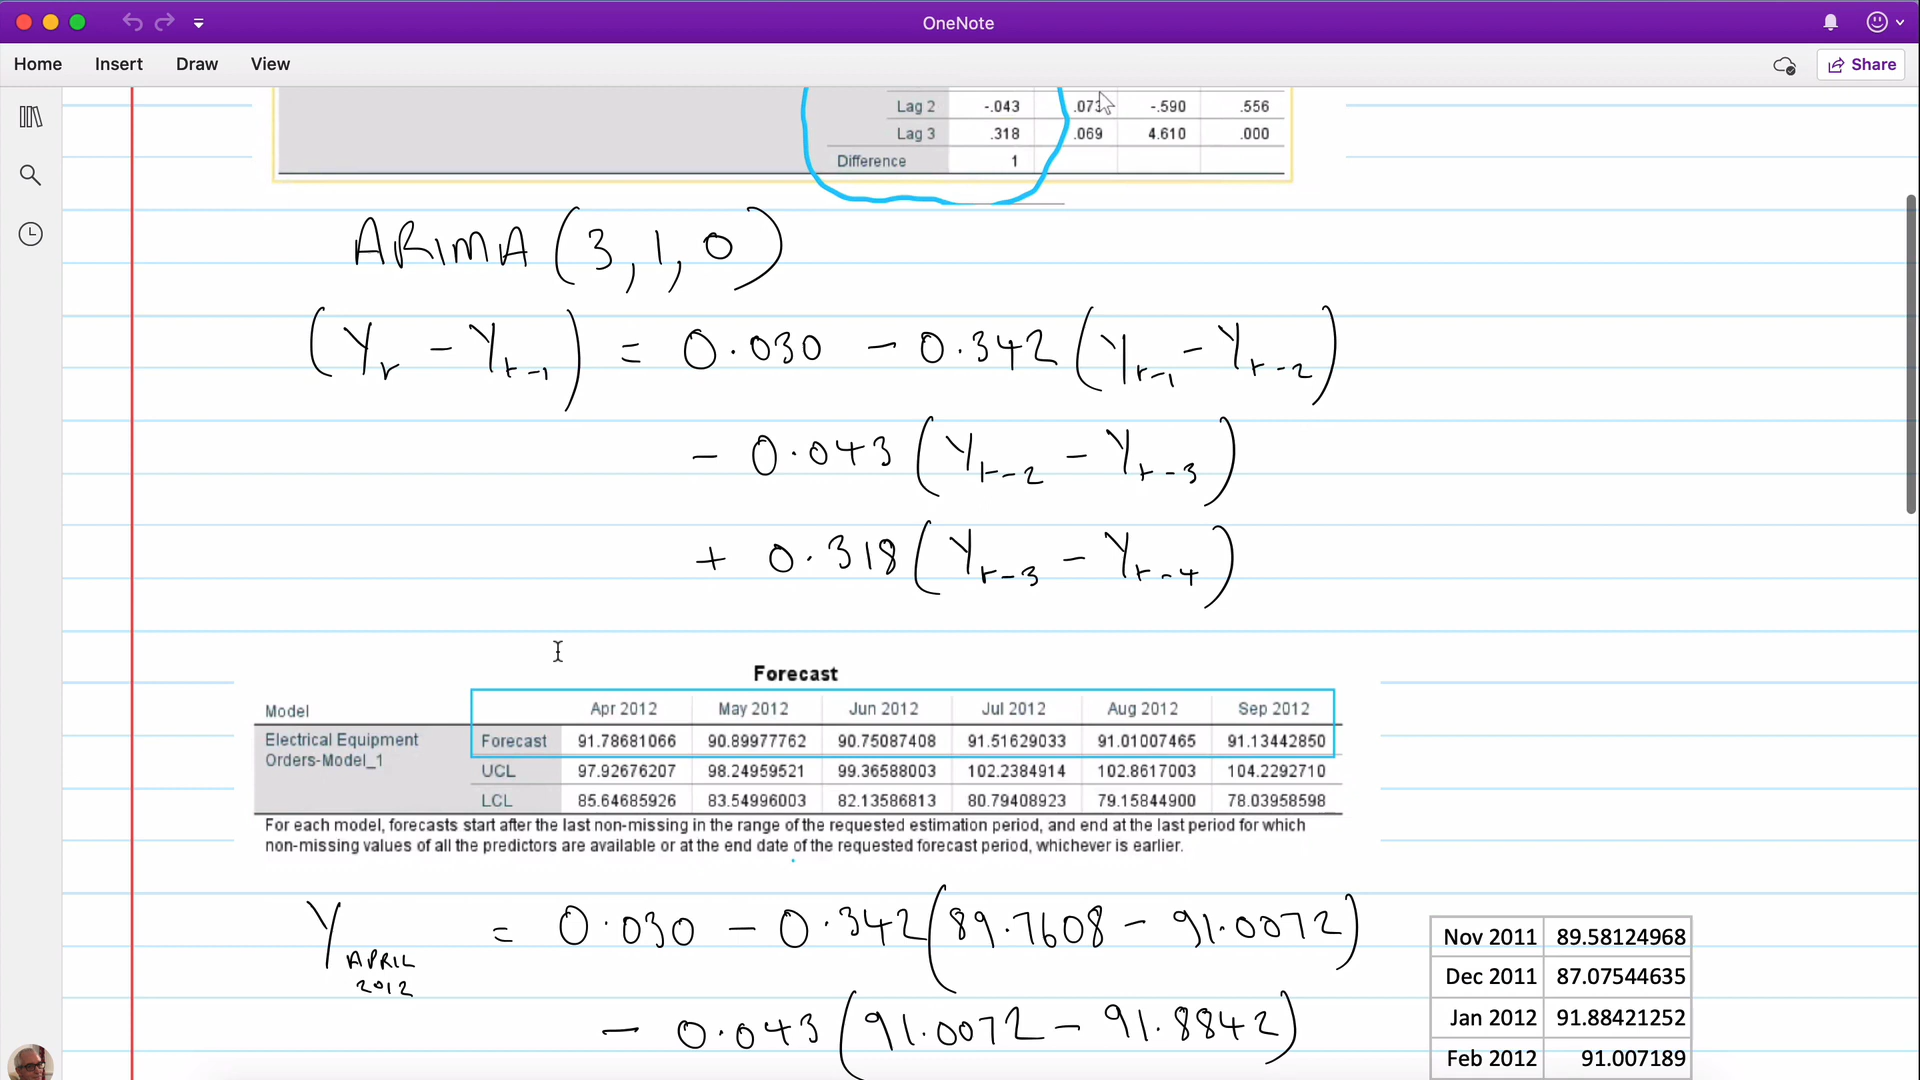 OneNote
Home Insert Draw View Share
Lag 2 -.043 .073 -.590 .556
Lag 3 .318 .069 4.610 .000
Difference 1
ARIMA (3,1,0)
(Yt - Yt-1) = 0.030 - 0.342 (Yt-1 - Yt-2)
- 0.043 (Yt-2 - Yt-3)
+ 0.318 (Yt-3 - Yt-4)
Forecast
Model Apr 2012 May 2012 Jun 2012 Jul 2012 Aug 2012 Sep 2012
Electrical Equipment Orders-Model_1 Forecast 91.78681066 90.89977762 90.75087408 91.51629033 91.01007465 91.13442850
UCL 97.92676207 98.24959521 99.36588003 102.2384914 102.8617003 104.2292710
LCL 85.64685926 83.54996003 82.13586813 80.79408923 79.15844900 78.03958598
For each model, forecasts start after the last non-missing in the range of the requested estimation period, and end at the last period for which
non-missing values of all the predictors are available or at the end date of the requested forecast period, whichever is earlier.
Y APRIL 2012 = 0.030 - 0.342 (89.7608 - 91.0072)
- 0.043 (91.0072 - 91.8842)
Nov 2011 89.58124968
Dec 2011 87.07544635
Jan 2012 91.88421252
Feb 2012 91.007189